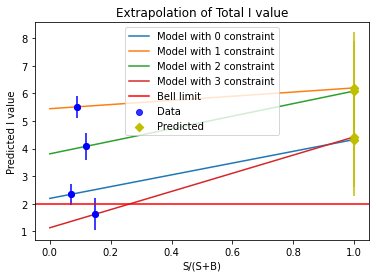 Extrapolation of Total I value
Predicted I value
8
7
6
5
4
3
2
1
Model with 0 constraint
Model with 1 constraint
Model with 2 constraint
Model with 3 constraint
Bell limit
Data
Predicted
0.0 0.2 0.4 0.6 0.8 1.0
S/(S+B)